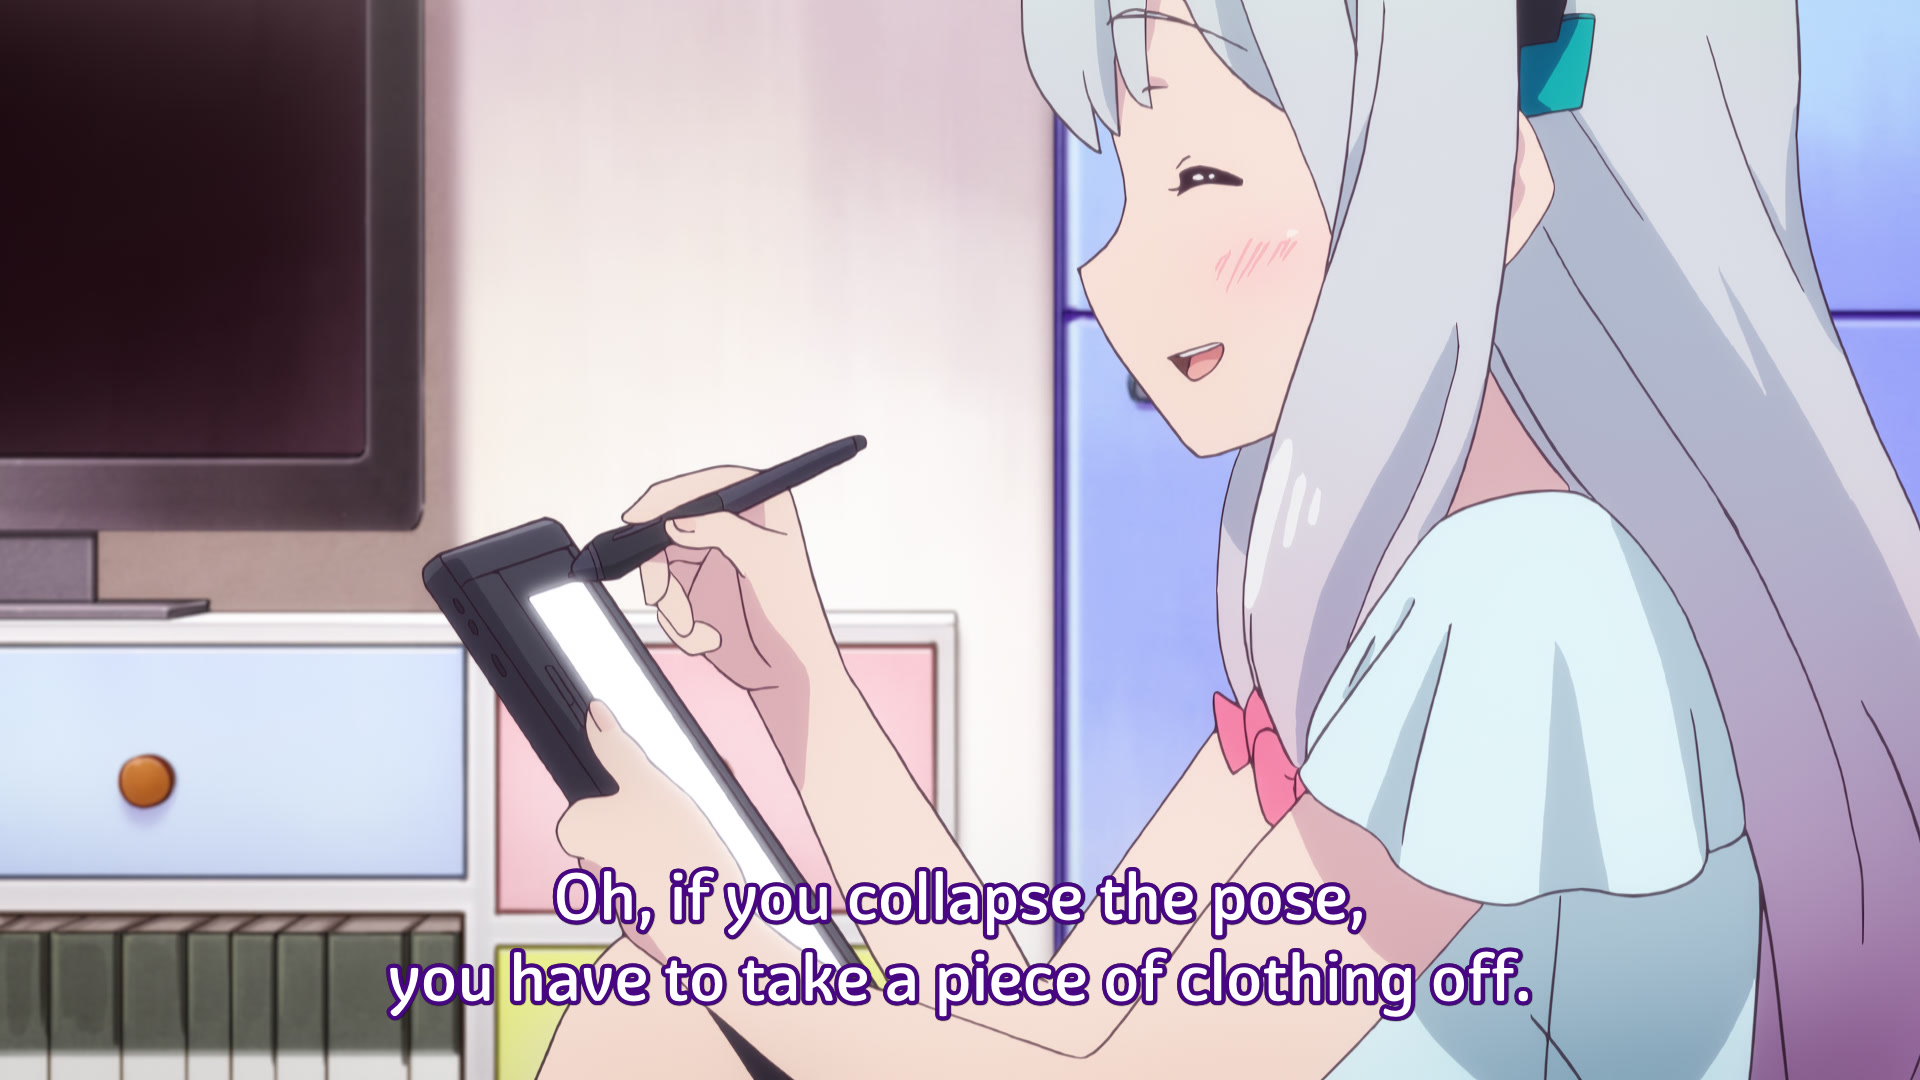 Oh, if you collapse the pose,
you have to take a piece of clothing off.